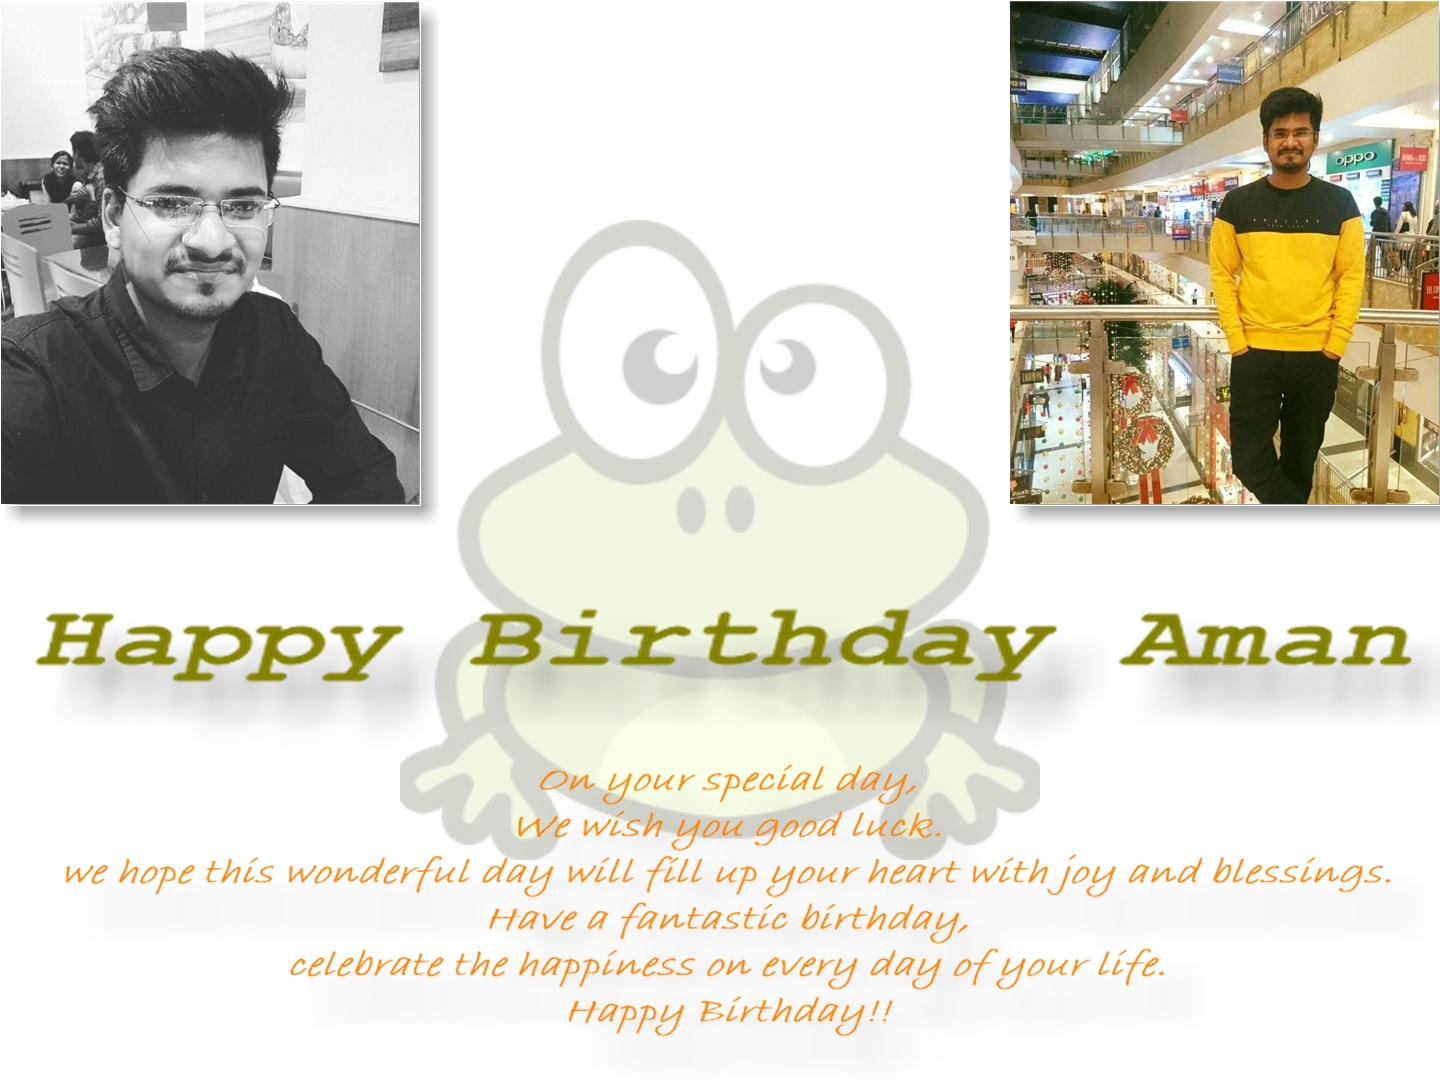 oppo
Happy Birthday Aman
On your special day,
We wish you good luck.
we hope this wonderful day will fill up your heart with joy and blessings.
Have a fantastic birthday,
celebrate the happiness on every day of your life.
Happy Birthday!!